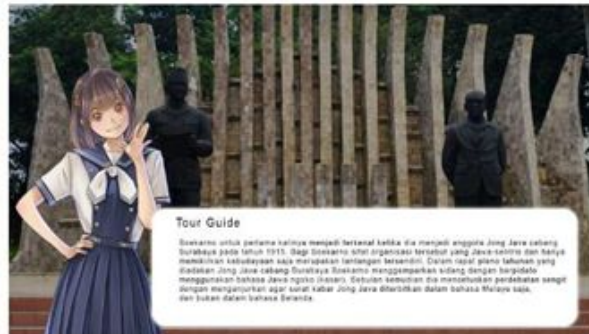 Tour Guide
Soekarno untuk pertama kalinya menjadi terkenal ketika dia menjadi anggota Jong Java cabang
Surabaya pada tahun 1915. Bagi Soekarno sifat organisasi tersebut yang Jawa-sentris dan hanya
memikirkan kebudayaan saja merupakan tantangan tersendiri. Dalam rapat pleno tahunan yang
diadakan Jong Java cabang Surabaya Soekarno menggemparkan sidang dengan berpidato
menggunakan bahasa Jawa ngoko (kasar). Sebulan kemudian dia mencetuskan perdebatan sengit
dengan menganjurkan agar surat kabar Jong Java diterbitkan dalam bahasa Melayu saja,
dan bukan dalam bahasa Belanda.